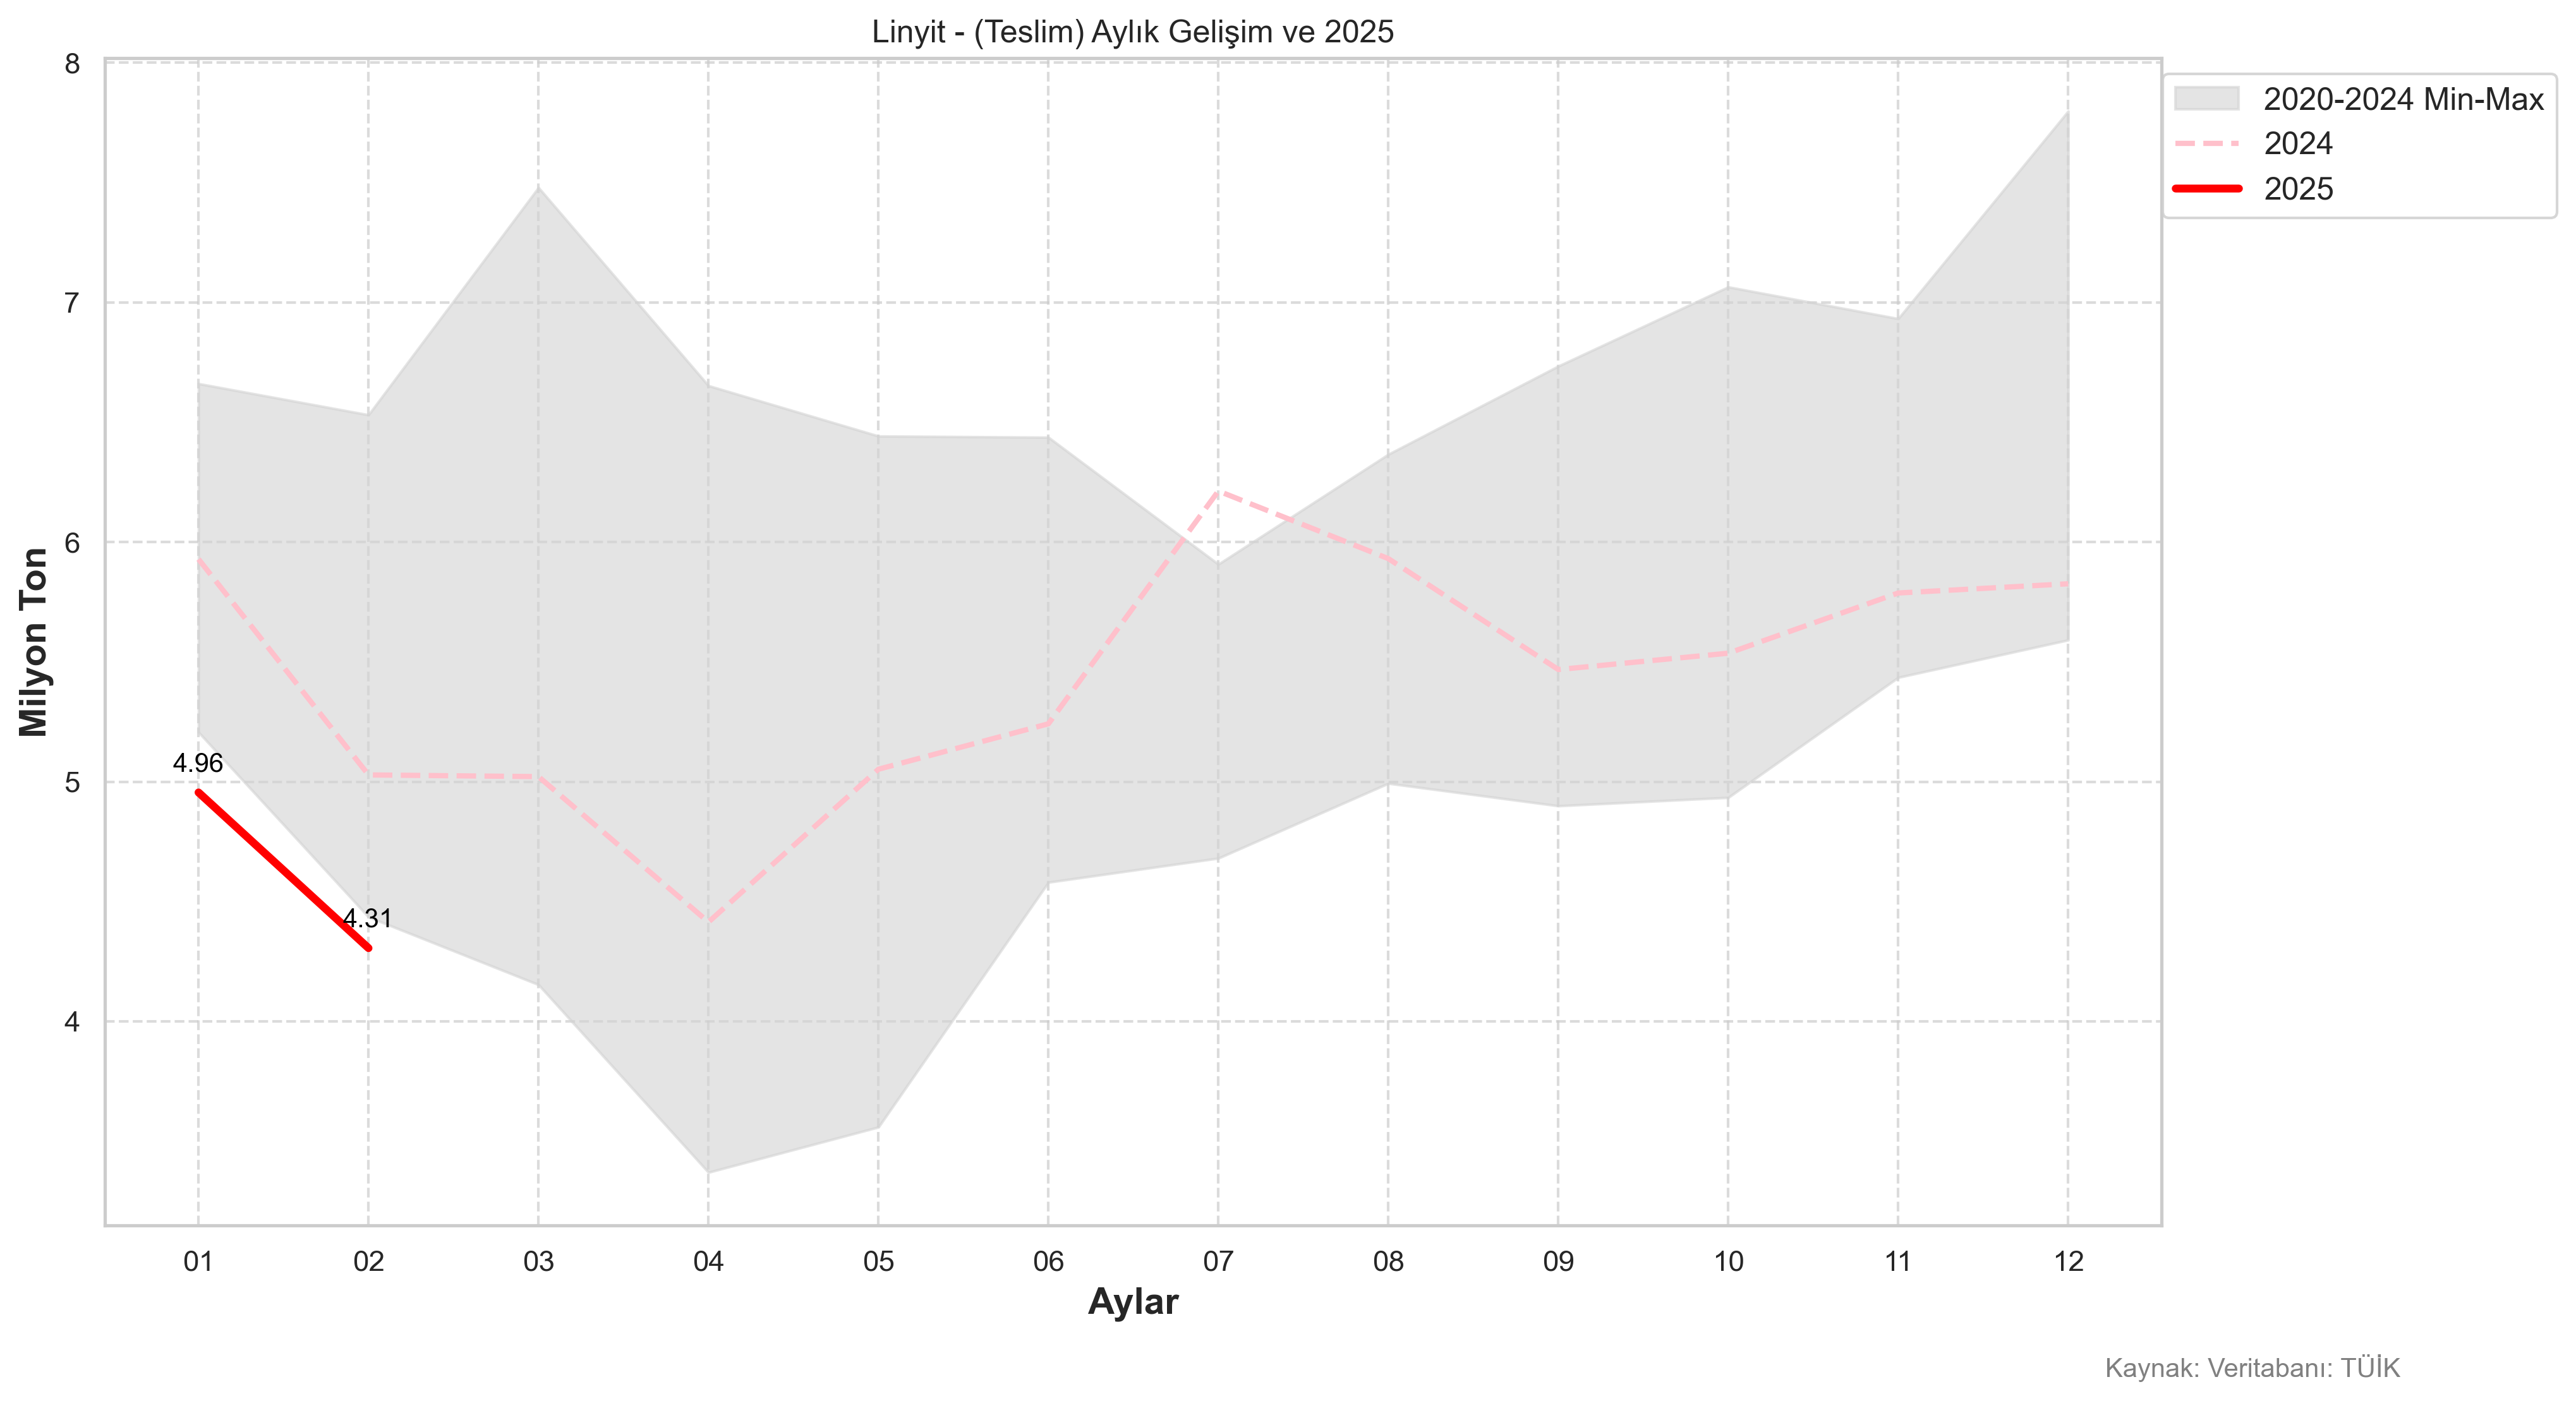 Linyit - (Teslim) Aylık Gelişim ve 2025
8
7
6
5
4
Milyon Ton
4.96
4.31
01 02 03 04 05 06 07 08 09 10 11 12
Aylar
2020-2024 Min-Max
2024
2025
Kaynak: Veritabanı: TÜİK